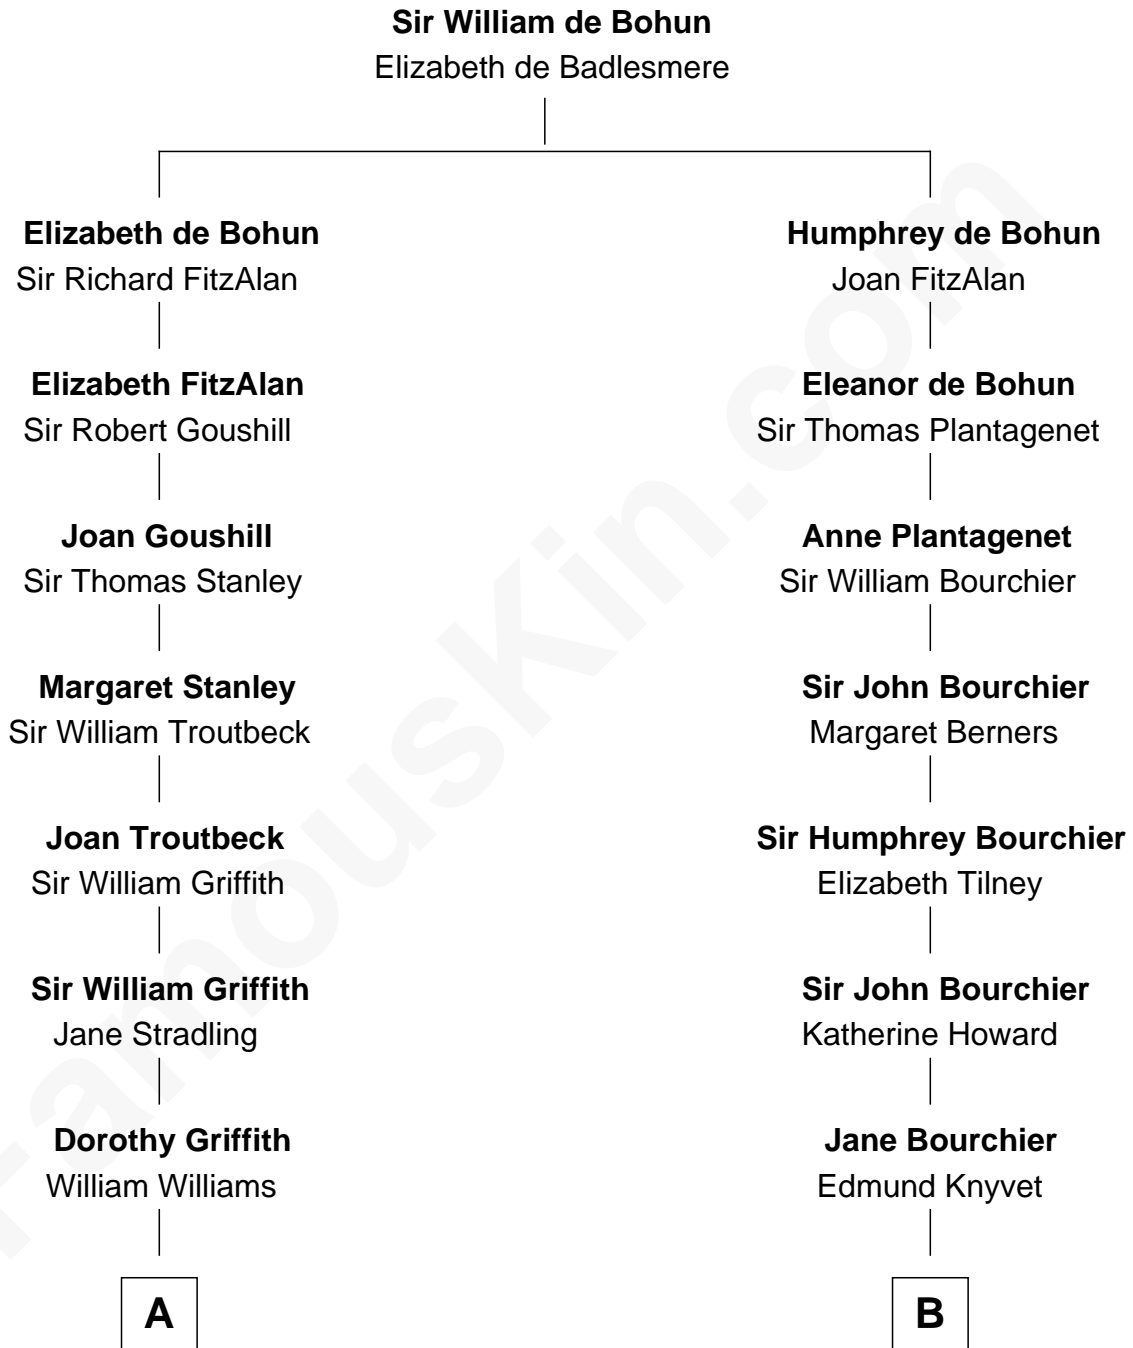 Sir William de Bohun
Elizabeth de Badlesmere
Elizabeth de Bohun
Sir Richard FitzAlan
Humphrey de Bohun
Joan FitzAlan
Elizabeth FitzAlan
Sir Robert Goushill
Eleanor de Bohun
Sir Thomas Plantagenet
Joan Goushill
Sir Thomas Stanley
Anne Plantagenet
Sir William Bourchier
Margaret Stanley
Sir William Troutbeck
Sir John Bourchier
Margaret Berners
Joan Troutbeck
Sir William Griffith
Sir Humphrey Bourchier
Elizabeth Tilney
Sir William Griffith
Jane Stradling
Sir John Bourchier
Katherine Howard
Dorothy Griffith
William Williams
Jane Bourchier
Edmund Knyvet
A
B
FamousKin.com